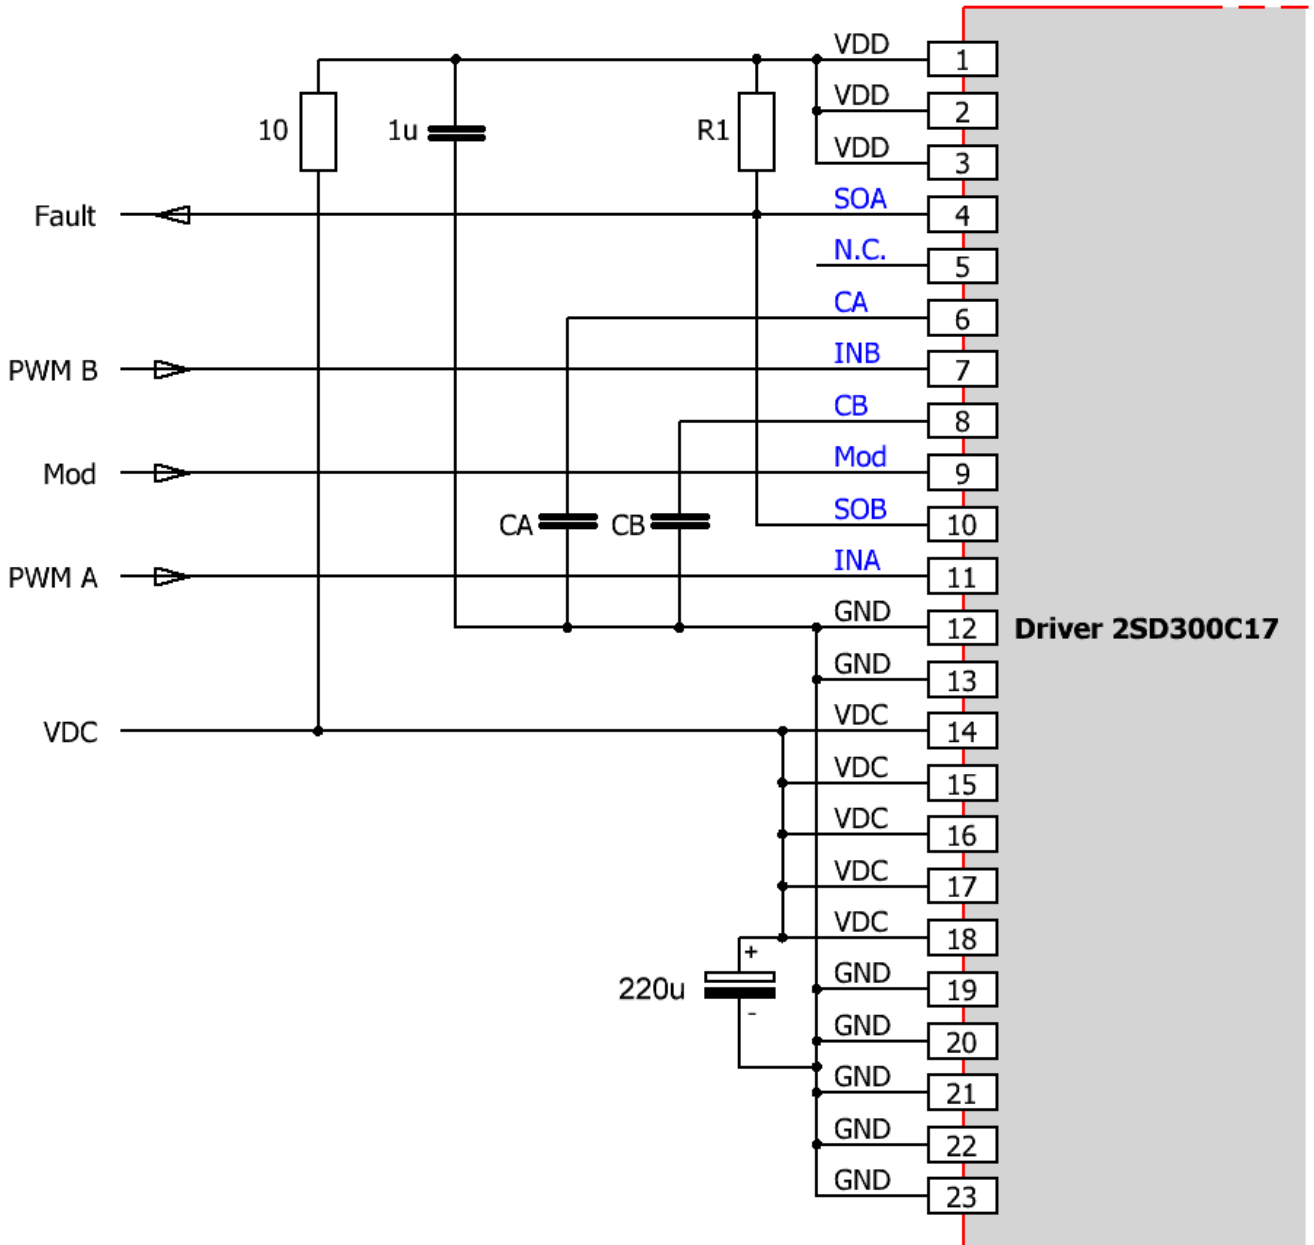 VDD 1
10 1u R1 VDD 2
VDD 3
Fault SOA 4
N.C. 5
CA 6
PWM B INB 7
CB 8
Mod Mod 9
CA CB SOB 10
PWM A INA 11
GND 12 Driver 2SD300C17
GND 13
VDC VDC 14
VDC 15
VDC 16
VDC 17
VDC 18
+
220u GND 19
-
GND 20
GND 21
GND 22
GND 23